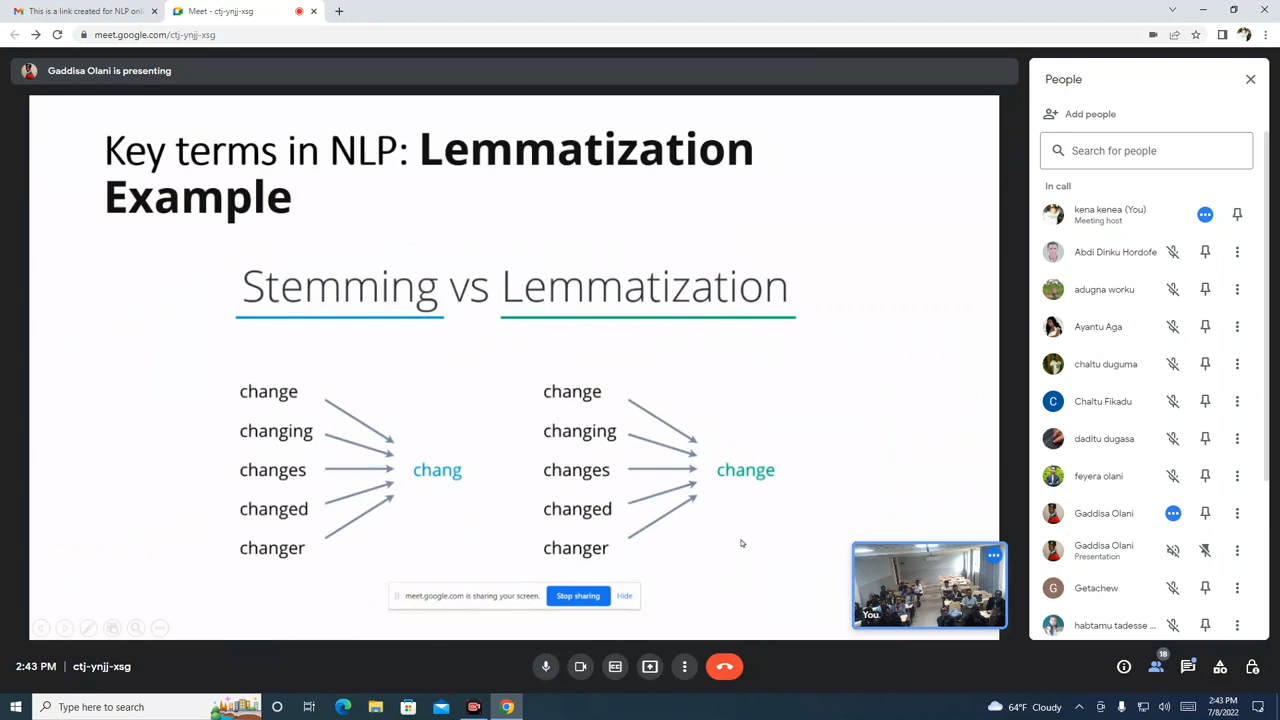 This is a link created for NLP onli
Meet - ctj-ynjj-xsg
meet.google.com/ctj-ynjj-xsg
Gaddisa Olani is presenting
Key terms in NLP: Lemmatization
Example
Stemming vs Lemmatization
change
changing
changes
changed
changer
chang
change
changing
changes
changed
changer
change
meet.google.com is sharing your screen.
Stop sharing
Hide
You
People
Add people
Search for people
In call
kena kenea (You)
Meeting host
Abdi Dinku Hordofe
adugna worku
Ayantu Aga
chaltu duguma
C
Chaltu Fikadu
daditu dugasa
feyera olani
Gaddisa Olani
Gaddisa Olani
Presentation
G
Getachew
habtamu tadesse ...
2:43 PM | ctj-ynjj-xsg
18
Type here to search
64°F Cloudy
2:43 PM
7/8/2022